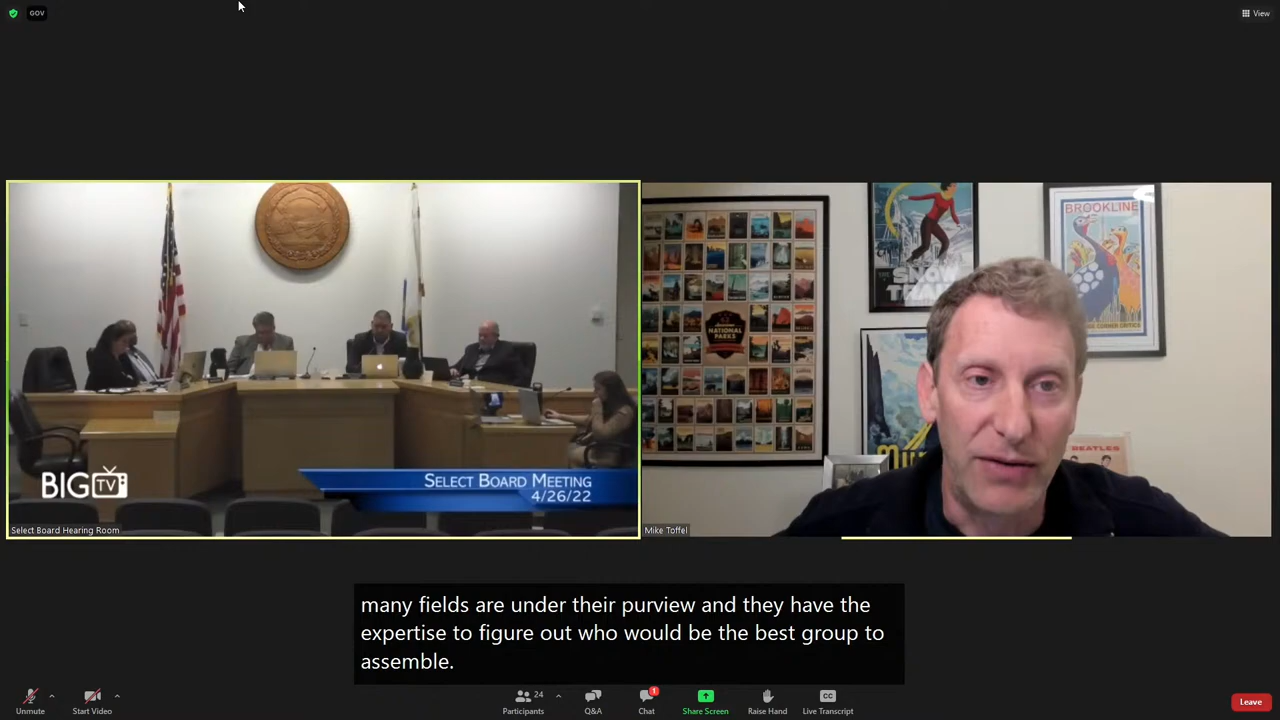 GOV
View
SNOW
TRAI
BROOKLINE
NATIONAL
PARKS
BEATLES
BIG TV
SELECT BOARD MEETING
4/26/22
Select Board Hearing Room
Mike Toffel
many fields are under their purview and they have the
expertise to figure out who would be the best group to
assemble.
24
1
CC
Unmute
Start Video
Participants
Q&A
Chat
Share Screen
Raise Hand
Live Transcript
Leave